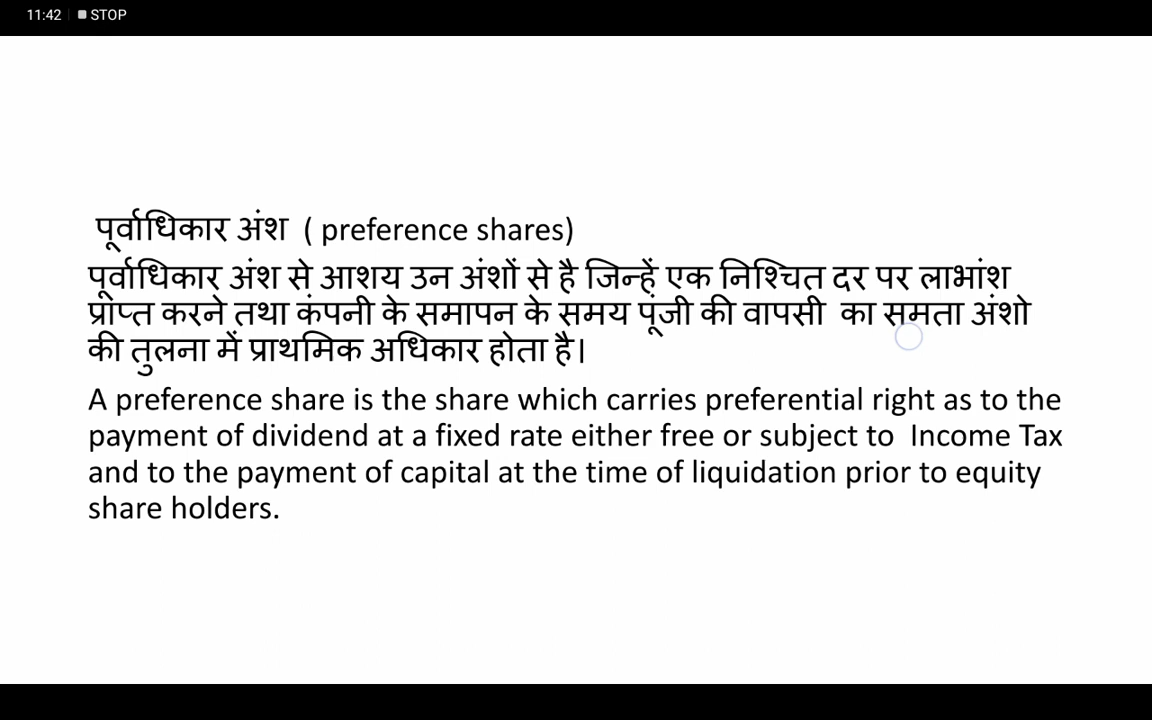 11:42 STOP
पूर्वाधिकार अंश ( preference shares)
पूर्वाधिकार अंश से आशय उन अंशों से है जिन्हें एक निश्चित दर पर लाभांश
प्राप्त करने तथा कंपनी के समापन के समय पूंजी की वापसी का समता अंशो
की तुलना में प्राथमिक अधिकार होता है।
A preference share is the share which carries preferential right as to the
payment of dividend at a fixed rate either free or subject to Income Tax
and to the payment of capital at the time of liquidation prior to equity
share holders.